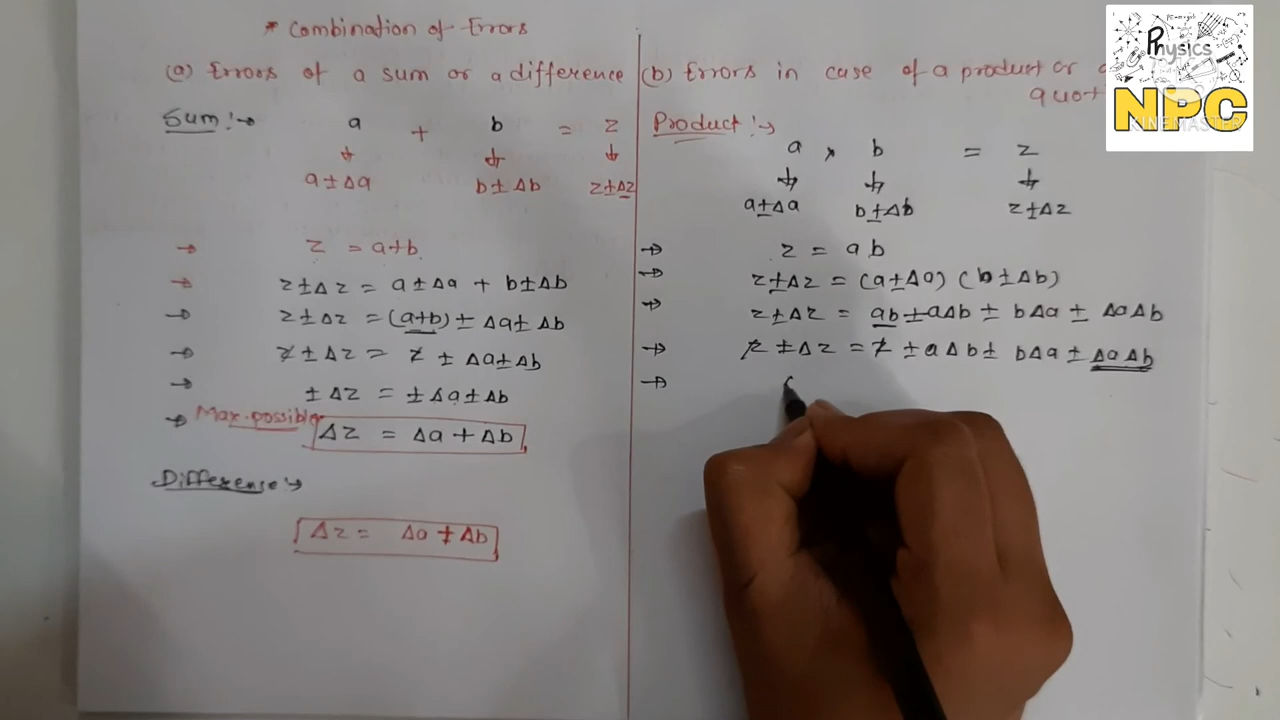 * Combination of Errors
(a) Errors of a sum or a difference
Sum :→
a + b = z
a ± Δa b ± Δb z ± Δz
→ z = a+b
→ z ± Δz = a ± Δa + b ± Δb
→ z ± Δz = (a+b) ± Δa ± Δb
→ z ± Δz = z ± Δa ± Δb
→ ± Δz = ± Δa ± Δb
→ Max. possible Δz = Δa + Δb
Difference :→
Δz = Δa + Δb
(b) Errors in case of a product or a
quot
Product :→
a × b = z
a ± Δa b ± Δb z ± Δz
→ z = ab
→ z ± Δz = (a ± Δa) (b ± Δb)
→ z ± Δz = ab ± aΔb ± bΔa ± ΔaΔb
→ z ± Δz = z ± aΔb ± bΔa ± ΔaΔb
→
Physics
NPC
KINEMASTER